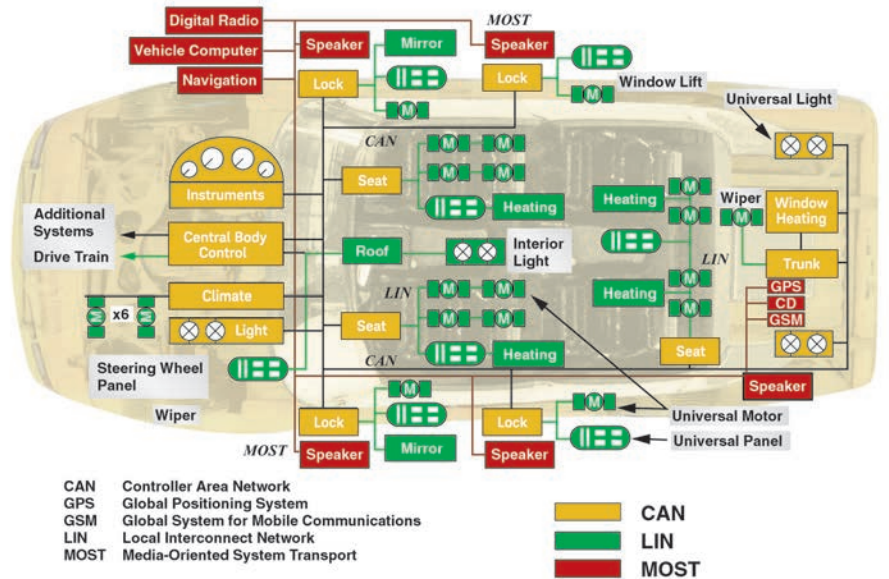 Digital Radio
MOST
Vehicle Computer
Speaker
Mirror
Speaker
Navigation
Lock
Lock
Window Lift
M
M
Universal Light
CAN
M
M
Seat
M
M
Instruments
Heating
Heating
M
M
Wiper
M
Window
Heating
Additional
Systems
Drive Train
Central Body
Control
Roof
Interior
Light
LIN
Trunk
Climate
LIN
M
M
Heating
M
M
GPS
CD
GSM
M
x6
M
Light
Seat
M
M
Steering Wheel
Panel
CAN
Heating
Seat
Speaker
Wiper
M
M
Lock
Lock
Universal Motor
MOST
Speaker
Mirror
Speaker
Universal Panel
CAN Controller Area Network
GPS Global Positioning System
GSM Global System for Mobile Communications
LIN Local Interconnect Network
MOST Media-Oriented System Transport
CAN
LIN
MOST